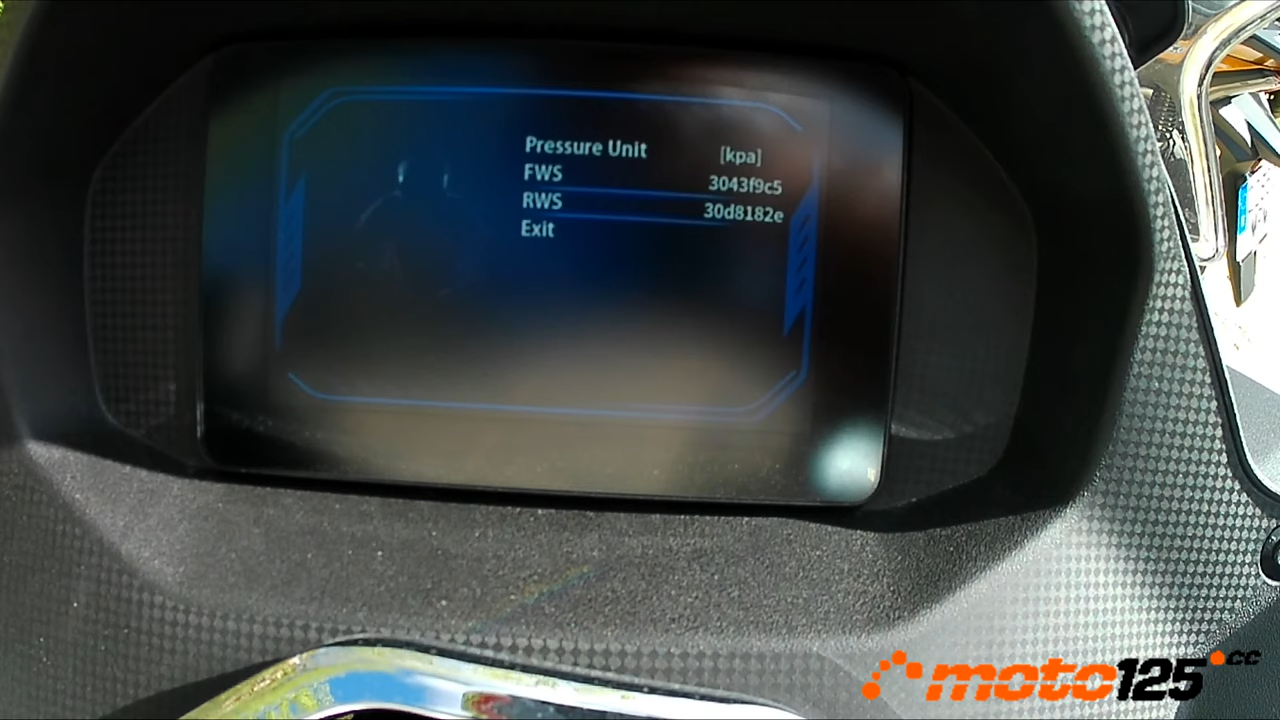 Pressure Unit [kpa]
FWS 3043f9c5
RWS 30d8182e
Exit
moto125.cc